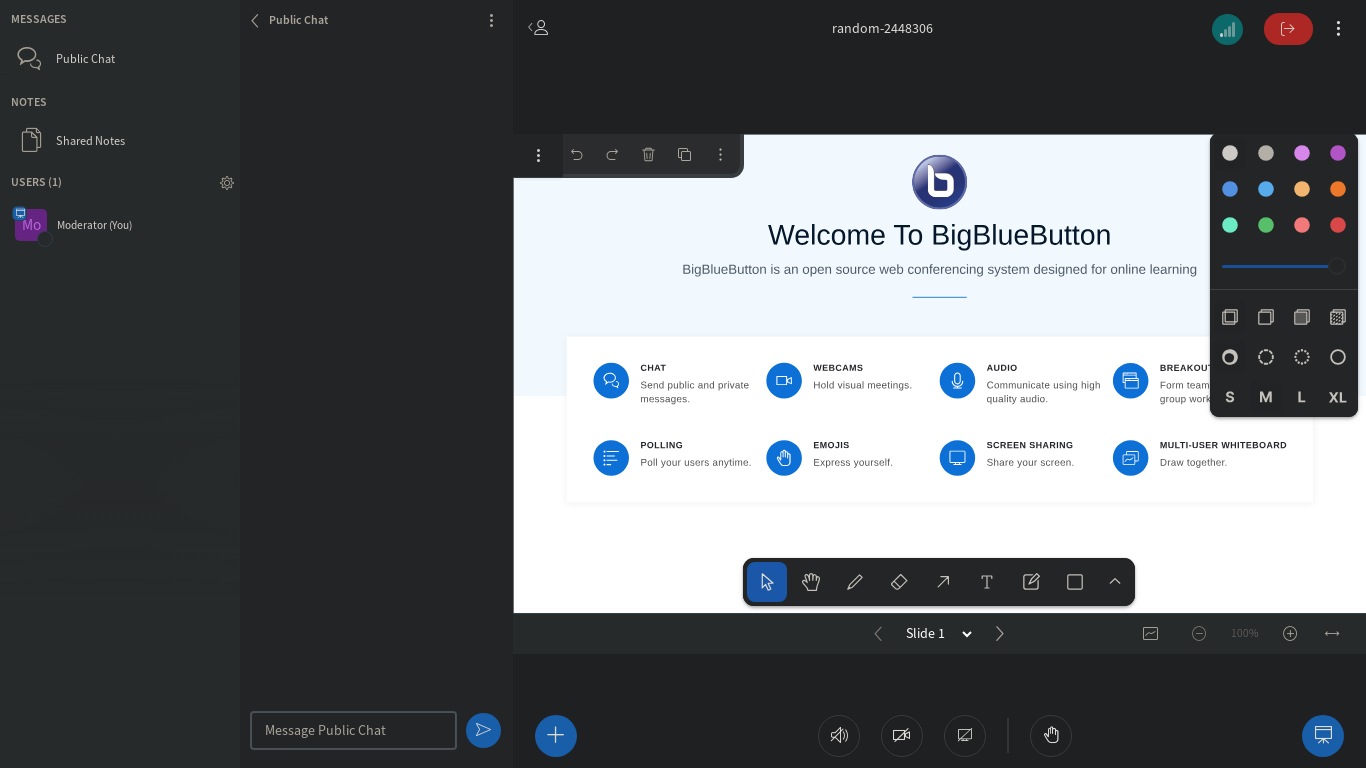 MESSAGES
Public Chat
NOTES
Shared Notes
USERS (1)
Mo
Moderator (You)
Public Chat
Message Public Chat
random-2448306
Welcome To BigBlueButton
BigBlueButton is an open source web conferencing system designed for online learning
CHAT
Send public and private
messages.
WEBCAMS
Hold visual meetings.
AUDIO
Communicate using high
quality audio.
BREAKOUT
Form team
group work
POLLING
Poll your users anytime.
EMOJIS
Express yourself.
SCREEN SHARING
Share your screen.
MULTI-USER WHITEBOARD
Draw together.
S M L XL
Slide 1
100%